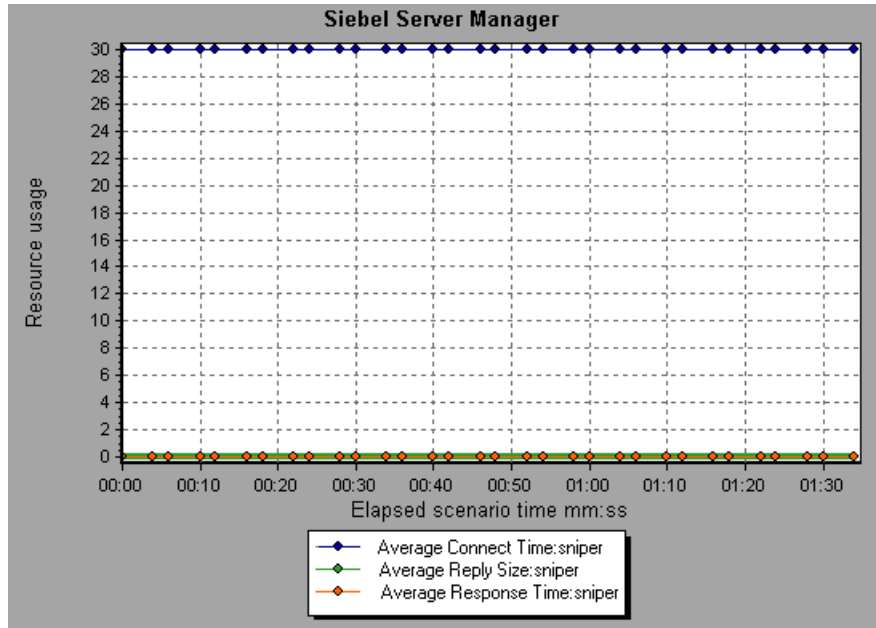 Siebel Server Manager
Resource usage
30
28
26
24
22
20
18
16
14
12
10
8
6
4
2
0
00:00 00:10 00:20 00:30 00:40 00:50 01:00 01:10 01:20 01:30
Elapsed scenario time mm:ss
Average Connect Time:sniper
Average Reply Size:sniper
Average Response Time:sniper